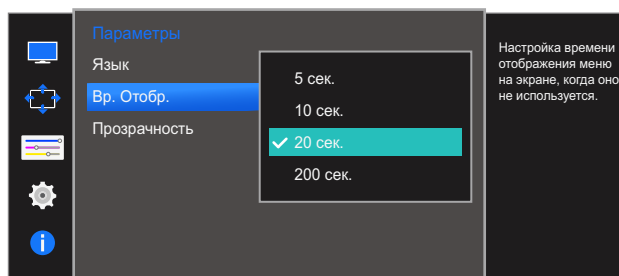 Параметры
Язык
Вр. Отобр.
Прозрачность
5 сек.
10 сек.
20 сек.
200 сек.
Настройка времени
отображения меню
на экране, когда оно
не используется.